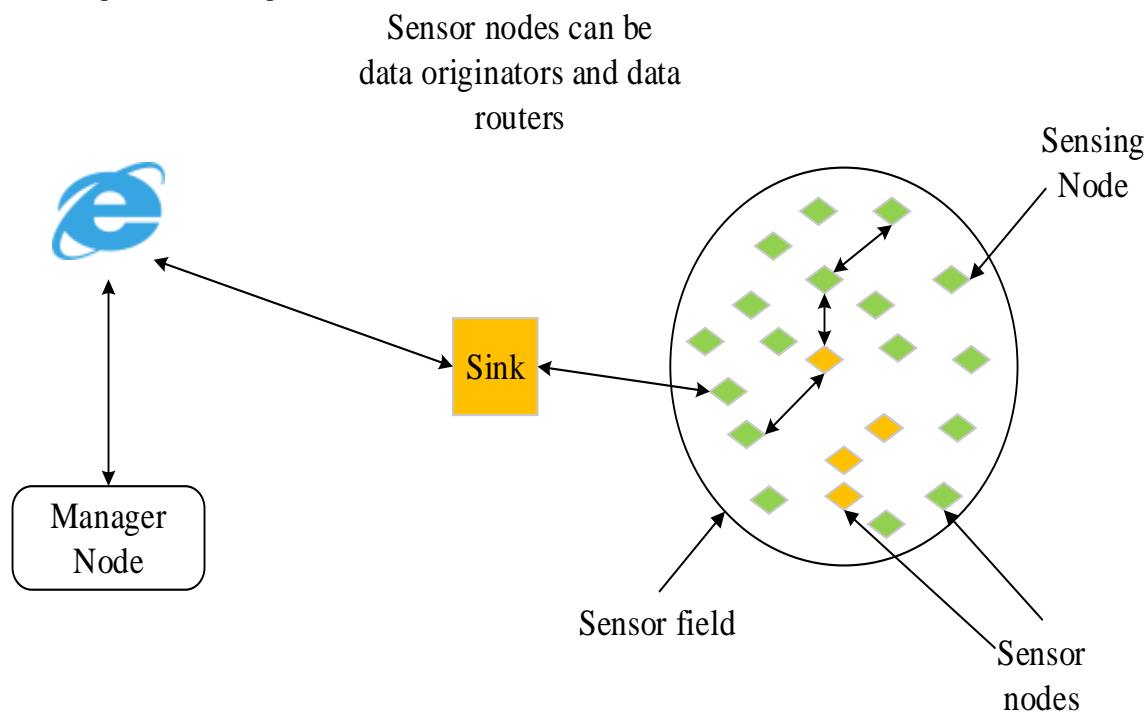 Sensor nodes can be
data originators and data
routers
Sensing
Node
Sink
Manager
Node
Sensor field
Sensor
nodes